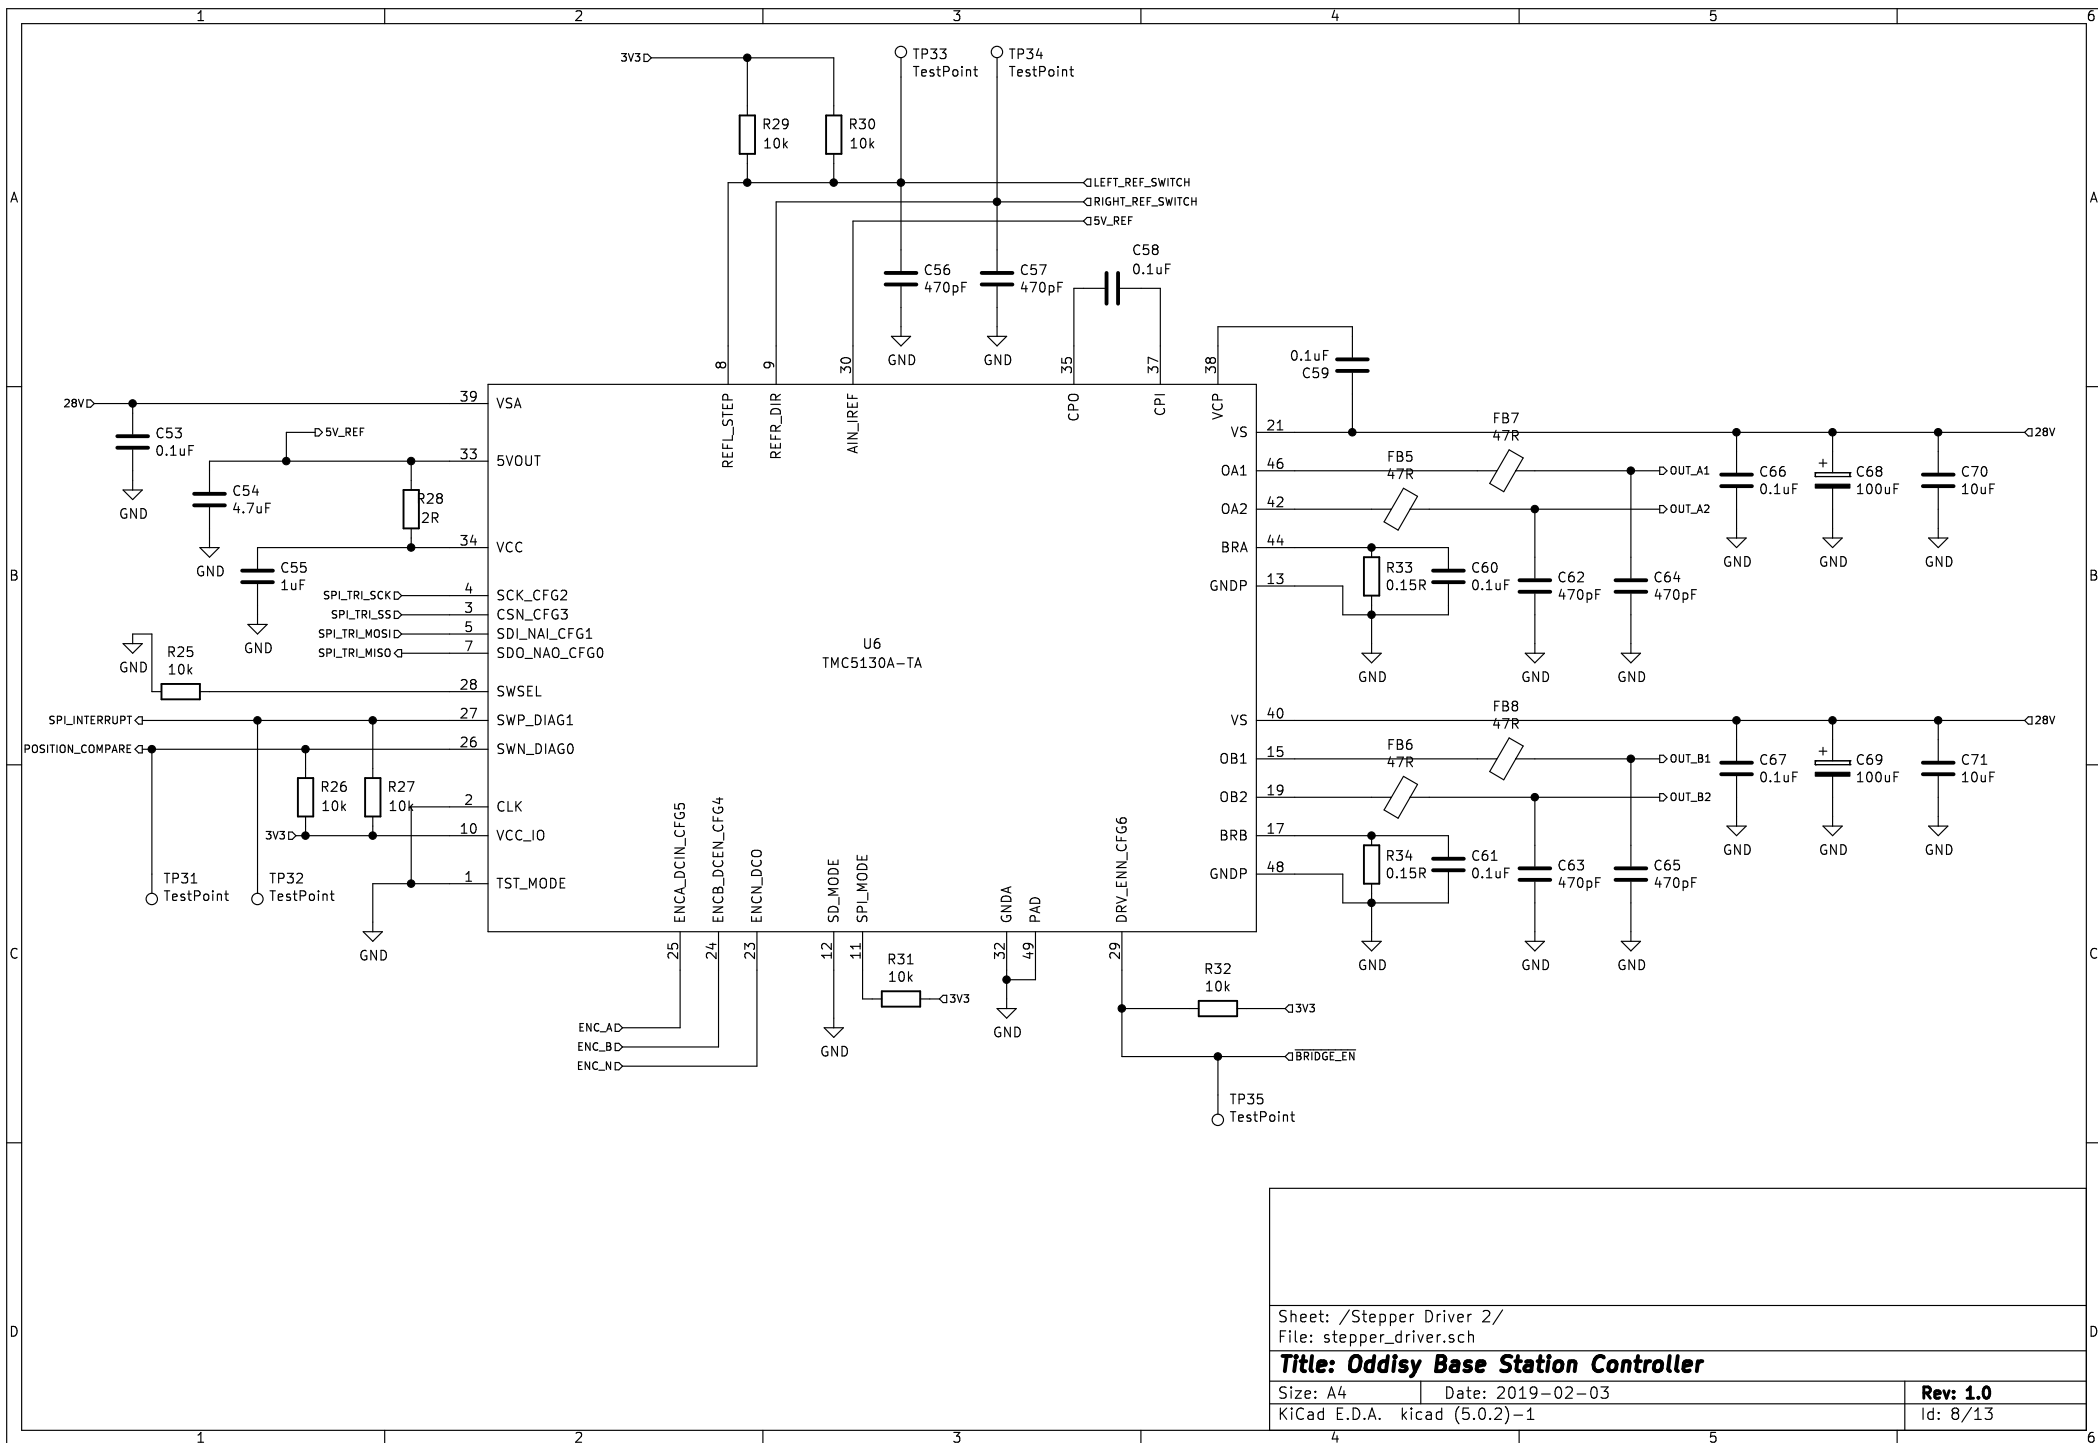 1 2 3 4 5 6
3V3
TP33
TestPoint
TP34
TestPoint
R29
10k
R30
10k
A
A
LEFT_REF_SWITCH
RIGHT_REF_SWITCH
5V_REF
C58
0.1uF
C56
470pF
C57
470pF
GND
GND
8
9
30
35
37
38
0.1uF
C59
REFL_STEP
REFR_DIR
AIN_IREF
CPO
CPI
VCP
28V
39
VSA
C53
0.1uF
GND
5V_REF
33
5VOUT
C54
4.7uF
GND
R28
2R
34
VCC
C55
1uF
GND
B
B
SPI_TRI_SCK
4
SCK_CFG2
SPI_TRI_SS
3
CSN_CFG3
SPI_TRI_MOSI
5
SDI_NAI_CFG1
SPI_TRI_MISO
7
SDO_NAO_CFG0
GND
R25
10k
28
SWSEL
SPI_INTERRUPT
27
SWP_DIAG1
POSITION_COMPARE
26
SWN_DIAG0
R26
10k
R27
10k
2
CLK
3V3
10
VCC_IO
1
TST_MODE
TP31
TestPoint
TP32
TestPoint
GND
U6
TMC5130A-TA
VS
21
FB7
47R
28V
OA1
46
OUT_A1
FB5
47R
OA2
42
OUT_A2
BRA
44
R33
0.15R
C60
0.1uF
GNDP
13
C62
470pF
C64
470pF
GND
GND
GND
C66
0.1uF
+
C68
100uF
C70
10uF
GND
GND
GND
VS
40
FB8
47R
28V
OB1
15
OUT_B1
FB6
47R
OB2
19
OUT_B2
BRB
17
R34
0.15R
C61
0.1uF
GNDP
48
C63
470pF
C65
470pF
GND
GND
GND
C67
0.1uF
+
C69
100uF
C71
10uF
GND
GND
GND
ENCA_DCIN_CFG5
ENCB_DCEN_CFG4
ENCN_DCO
SD_MODE
SPI_MODE
GNDA
PAD
DRV_ENN_CFG6
25
24
23
12
11
32
49
29
C
C
R31
10k
3V3
R32
10k
3V3
GND
GND
ENC_A
ENC_B
ENC_N
BRIDGE_EN
TP35
TestPoint
D
D
Sheet: /Stepper Driver 2/
File: stepper_driver.sch
Title: Oddisy Base Station Controller
Size: A4
Date: 2019-02-03
Rev: 1.0
KiCad E.D.A. kicad (5.0.2)-1
Id: 8/13
1 2 3 4 5 6